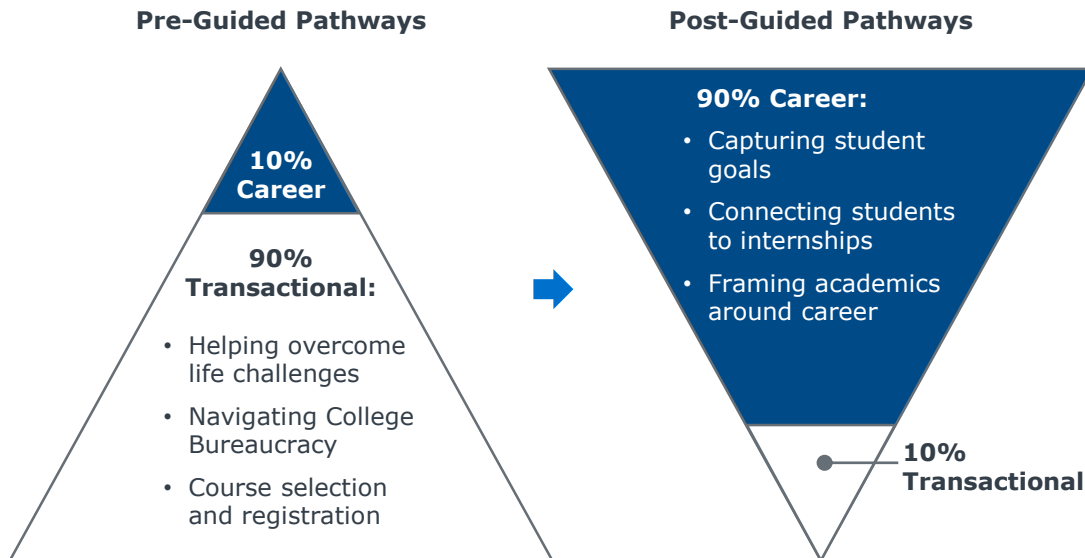 Pre-Guided Pathways
10%
Career
90%
Transactional:
• Helping overcome
life challenges
• Navigating College
Bureaucracy
• Course selection
and registration
Post-Guided Pathways
90% Career:
• Capturing student
goals
• Connecting students
to internships
• Framing academics
around career
10%
Transactional